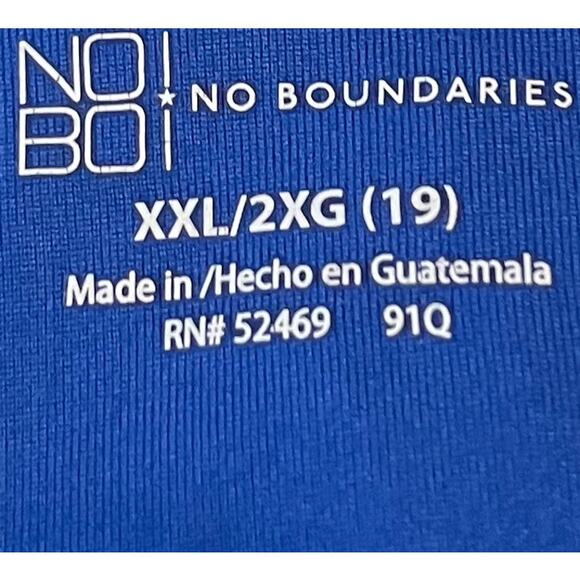 NO
BO
NO BOUNDARIES
XXL/2XG (19)
Made in /Hecho en Guatemala
RN# 52469 91Q